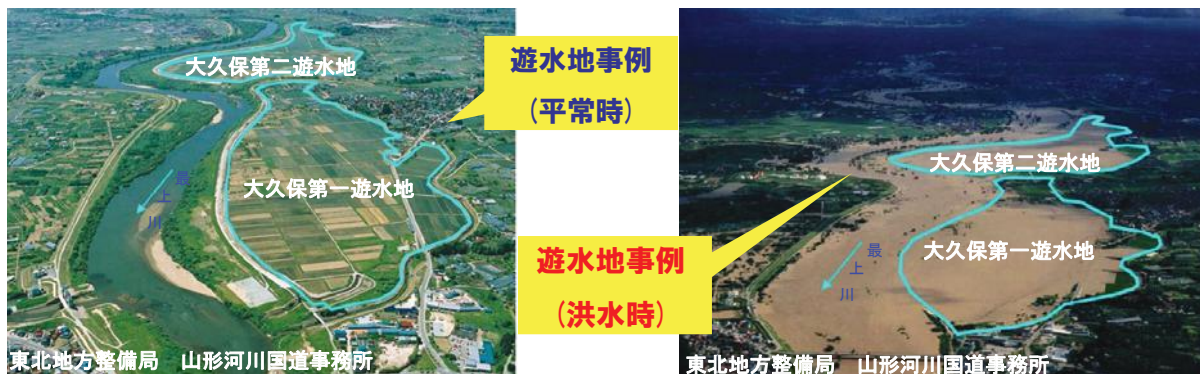 大久保第二遊水地
大久保第一遊水地
最上川
東北地方整備局　山形河川国道事務所
遊水地事例
(平常時)
遊水地事例
(洪水時)
大久保第二遊水地
大久保第一遊水地
最上川
東北地方整備局　山形河川国道事務所